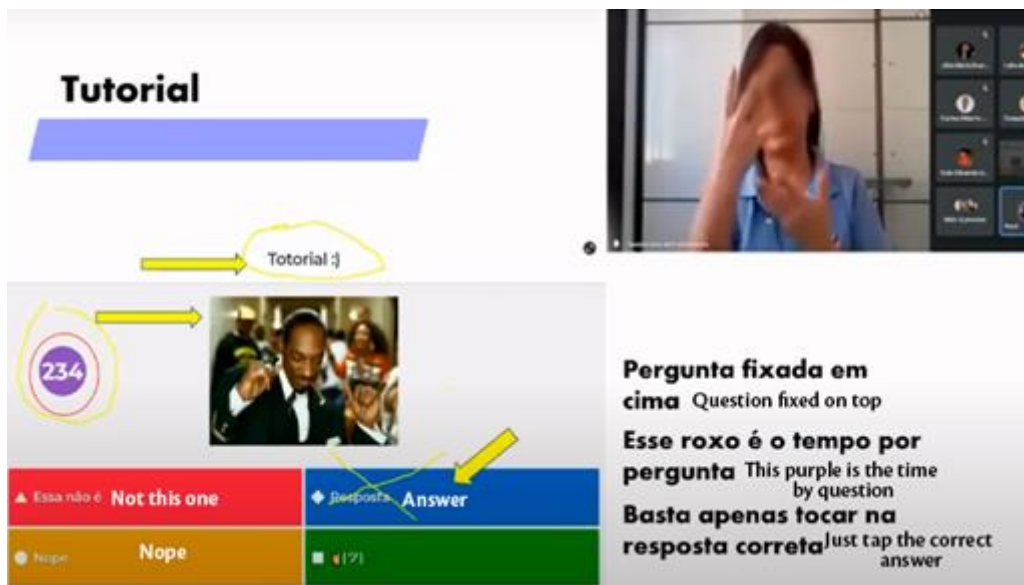 Tutorial
Totorial :)
234
▲ Essa não é Not this one
◆ Resposta Answer
Nope Nope
(7)
Pergunta fixada em
cima Question fixed on top
Esse roxo é o tempo por
pergunta This purple is the time
by question
Basta apenas tocar na
resposta correta Just tap the correct
answer